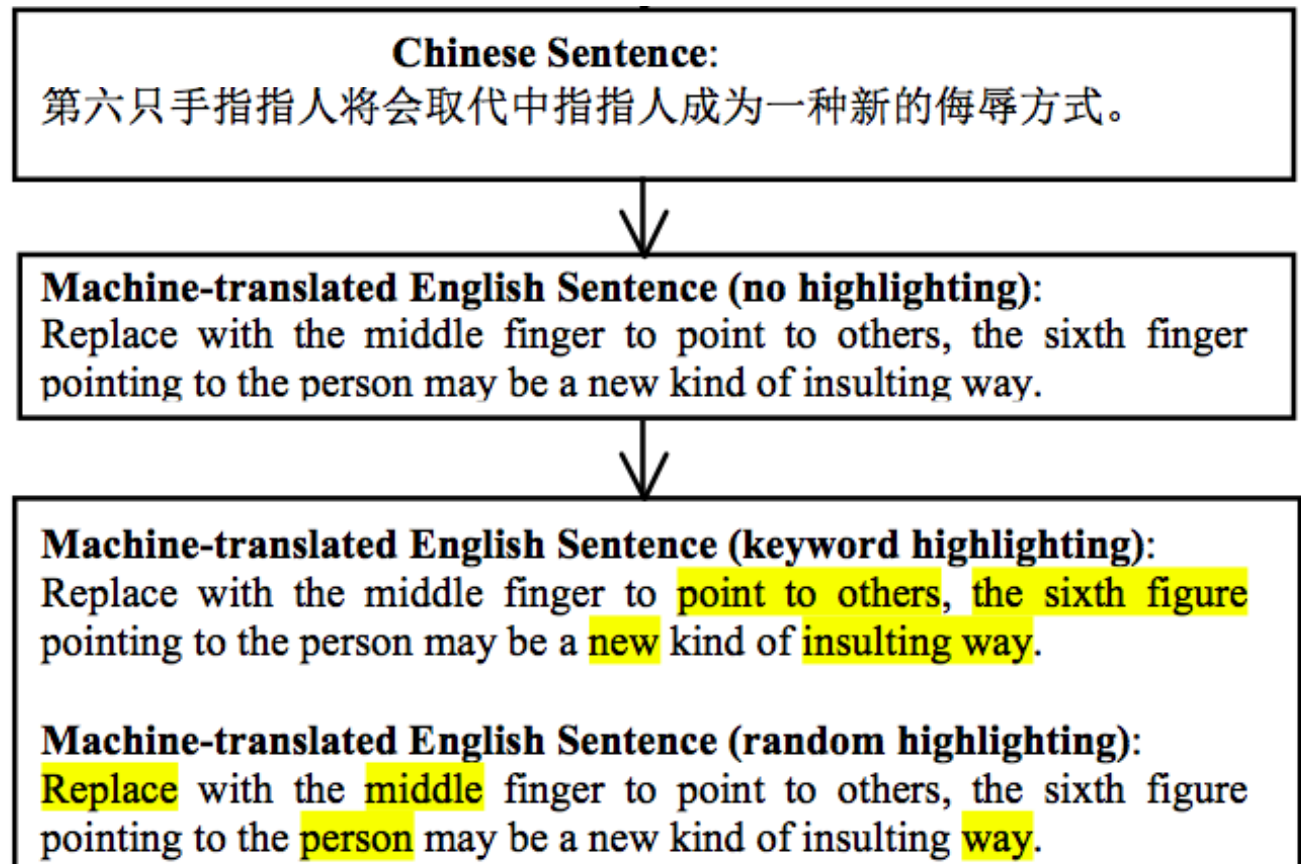 Chinese Sentence:
第六只手指指人将会取代中指指人成为一种新的侮辱方式。
Machine-translated English Sentence (no highlighting):
Replace with the middle finger to point to others, the sixth finger
pointing to the person may be a new kind of insulting way.
Machine-translated English Sentence (keyword highlighting):
Replace with the middle finger to point to others, the sixth figure
pointing to the person may be a new kind of insulting way.
Machine-translated English Sentence (random highlighting):
Replace with the middle finger to point to others, the sixth figure
pointing to the person may be a new kind of insulting way.